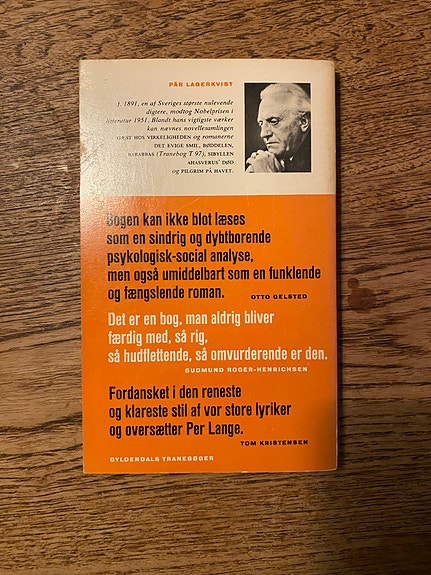 PÄR LAGERKVIST
f. 1891, en af Sveriges største nulevende
digtere, modtog Nobelprisen i
litteratur 1951. Blandt hans vigtigste værker
kan nævnes novellesamlingen
GÆST HOS VIRKELIGHEDEN og romanerne
DET EVIGE SMIL, BØDDELEN,
BARABBAS (Tranebog T 97), SIBYLLEN
AHASVERUS' DØD
og PILGRIM PÅ HAVET.
Bogen kan ikke blot læses
som en sindrig og dybtborende
psykologisk-social analyse,
men også umiddelbart som en funklende
og fængslende roman.
OTTO GELSTED
Det er en bog, man aldrig bliver
færdig med, så rig,
så hudflettende, så omvurderende er den.
GUDMUND ROGER-HENRICHSEN
Fordansket i den reneste
og klareste stil af vor store lyriker
og oversætter Per Lange.
TOM KRISTENSEN
GYLDENDALS TRANEBØGER